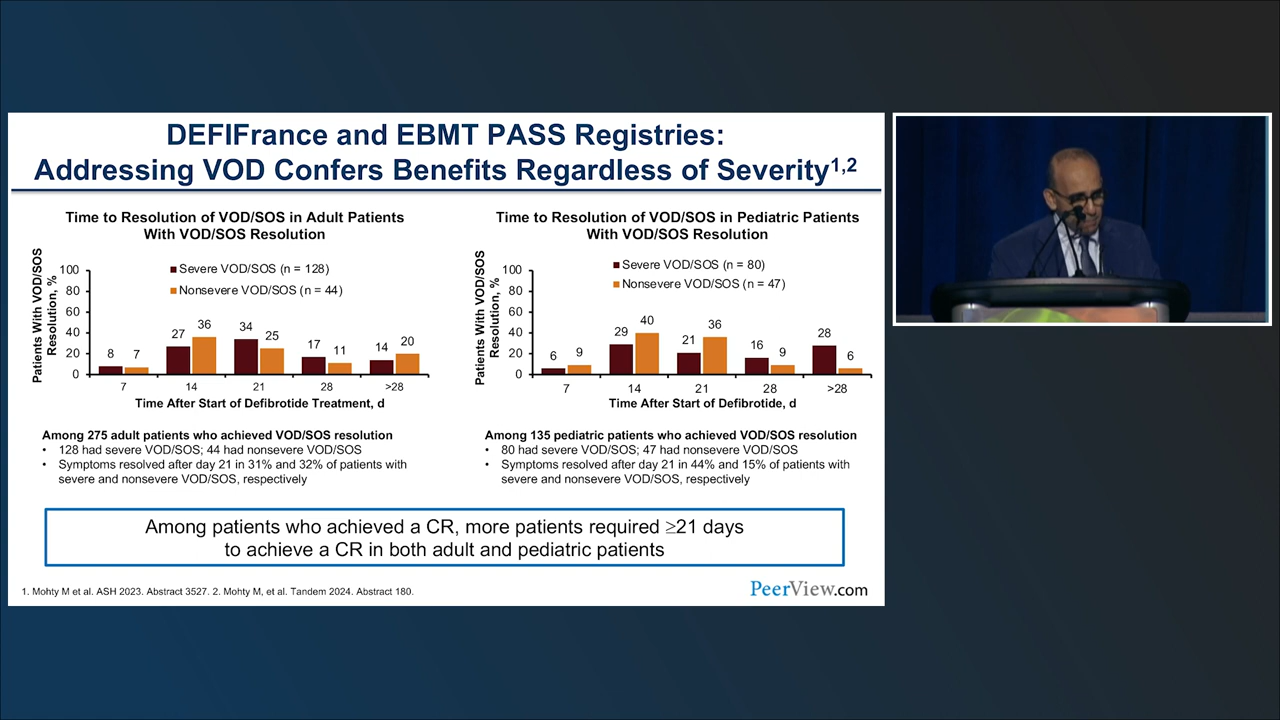 DEFIFrance and EBMT PASS Registries:
Addressing VOD Confers Benefits Regardless of Severity1,2
Time to Resolution of VOD/SOS in Adult Patients
With VOD/SOS Resolution
Patients With VOD/SOS
Resolution, %
100
80
60
40
20
0
Severe VOD/SOS (n = 128)
Nonsevere VOD/SOS (n = 44)
8 7 27 36 34 25 17 11 14 20
7 14 21 28 >28
Time After Start of Defibrotide Treatment, d
Among 275 adult patients who achieved VOD/SOS resolution
• 128 had severe VOD/SOS; 44 had nonsevere VOD/SOS
• Symptoms resolved after day 21 in 31% and 32% of patients with
severe and nonsevere VOD/SOS, respectively
Time to Resolution of VOD/SOS in Pediatric Patients
With VOD/SOS Resolution
Patients With VOD/SOS
Resolution, %
100
80
60
40
20
0
Severe VOD/SOS (n = 80)
Nonsevere VOD/SOS (n = 47)
6 9 29 40 21 36 16 9 28 6
7 14 21 28 >28
Time After Start of Defibrotide, d
Among 135 pediatric patients who achieved VOD/SOS resolution
• 80 had severe VOD/SOS; 47 had nonsevere VOD/SOS
• Symptoms resolved after day 21 in 44% and 15% of patients with
severe and nonsevere VOD/SOS, respectively
Among patients who achieved a CR, more patients required ≥21 days
to achieve a CR in both adult and pediatric patients
1. Mohty M et al. ASH 2023. Abstract 3527. 2. Mohty M, et al. Tandem 2024. Abstract 180.
PeerView.com